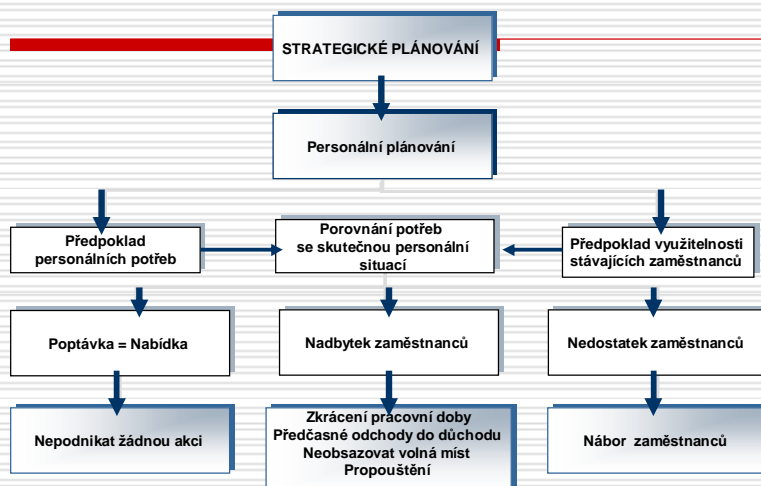 STRATEGICKÉ PLÁNOVÁNÍ
Personální plánování
Předpoklad
personálních potřeb
Porovnání potřeb
se skutečnou personální
situací
Předpoklad využitelnosti
stávajících zaměstnanců
Poptávka = Nabídka
Nadbytek zaměstnanců
Nedostatek zaměstnanců
Nepodnikat žádnou akci
Zkrácení pracovní doby
Předčasné odchody do důchodu
Neobsazovat volná míst
Propouštění
Nábor zaměstnanců